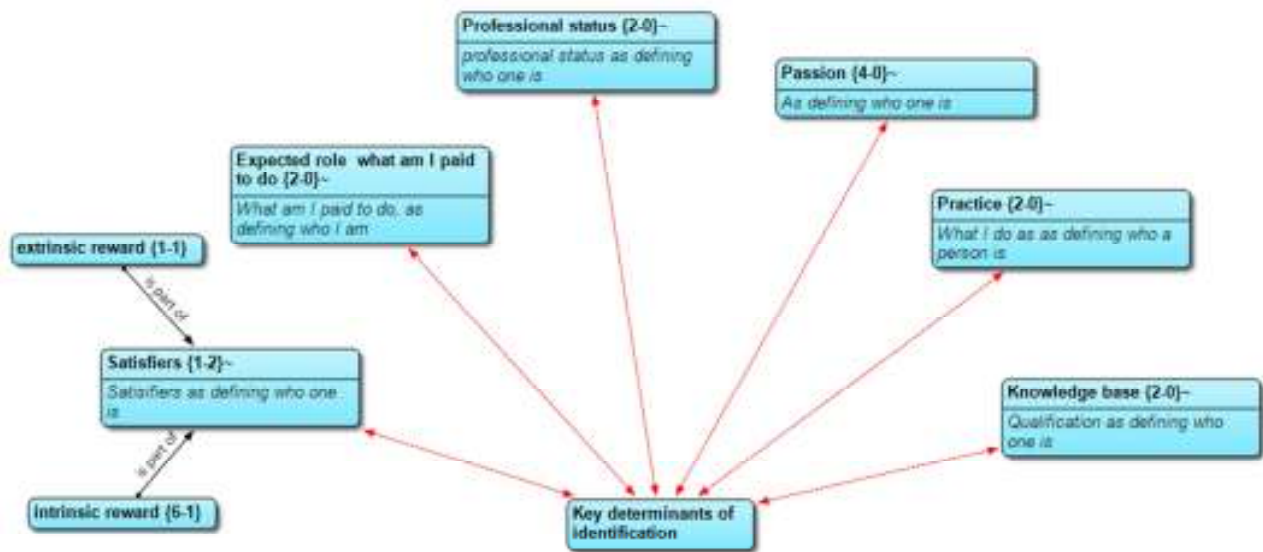 Professional status {2-0}~
professional status as defining
who one is
Passion {4-0}~
As defining who one is
Expected role  what am I paid
to do {2-0}~
What am I paid to do, as
defining who I am
Practice {2-0}~
What I do as as defining who a
person is
extrinsic reward {1-1}
is part of
Satisfiers {1-2}~
Satisifiers as defining who one
is
is part of
intrinsic reward {6-1}
Knowledge base {2-0}~
Qualification as defining who
one is
Key determinants of
identification